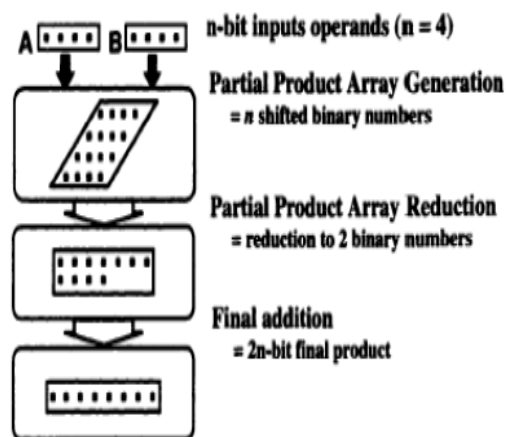 A B n-bit inputs operands (n = 4)
Partial Product Array Generation
= n shifted binary numbers
Partial Product Array Reduction
= reduction to 2 binary numbers
Final addition
= 2n-bit final product